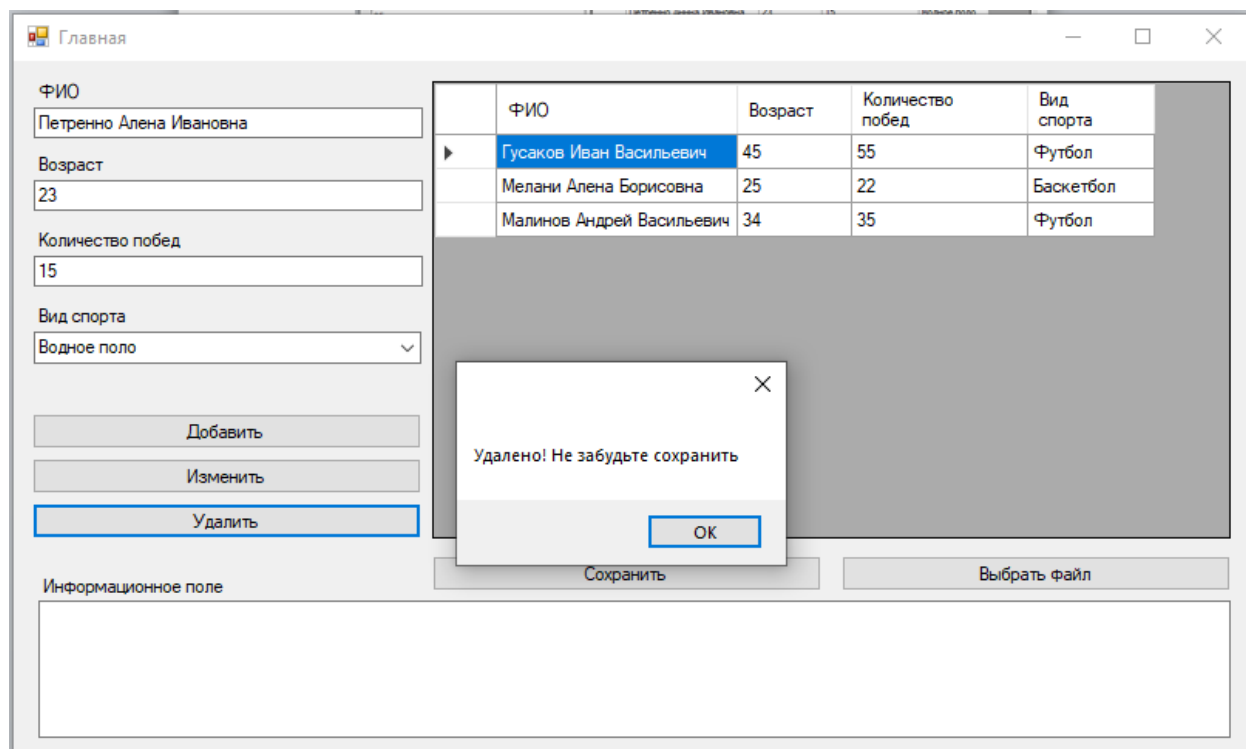 Главная
ФИО
Петренно Алена Ивановна
Возраст
23
Количество побед
15
Вид спорта
Водное поло
Добавить
Изменить
Удалить
ФИО Возраст Количество побед Вид спорта
Гусаков Иван Васильевич 45 55 Футбол
Мелани Алена Борисовна 25 22 Баскетбол
Малинов Андрей Васильевич 34 35 Футбол
Удалено! Не забудьте сохранить
OK
Сохранить Выбрать файл
Информационное поле